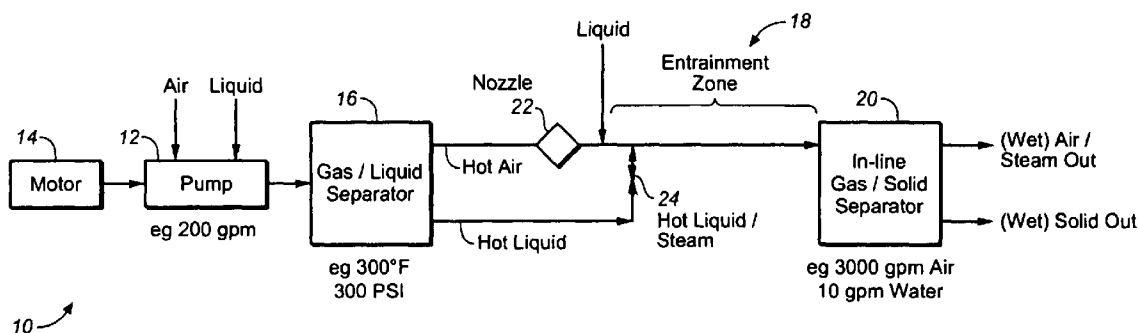 18
Liquid
Entrainment
Zone
Air
Liquid
Nozzle
16
22
20
14
12
Motor
Pump
Gas / Liquid
Separator
Hot Air
In-line
Gas / Solid
Separator
(Wet) Air /
Steam Out
24
eg 200 gpm
Hot Liquid
Hot Liquid /
Steam
(Wet) Solid Out
eg 300°F
300 PSI
eg 3000 gpm Air
10 gpm Water
10